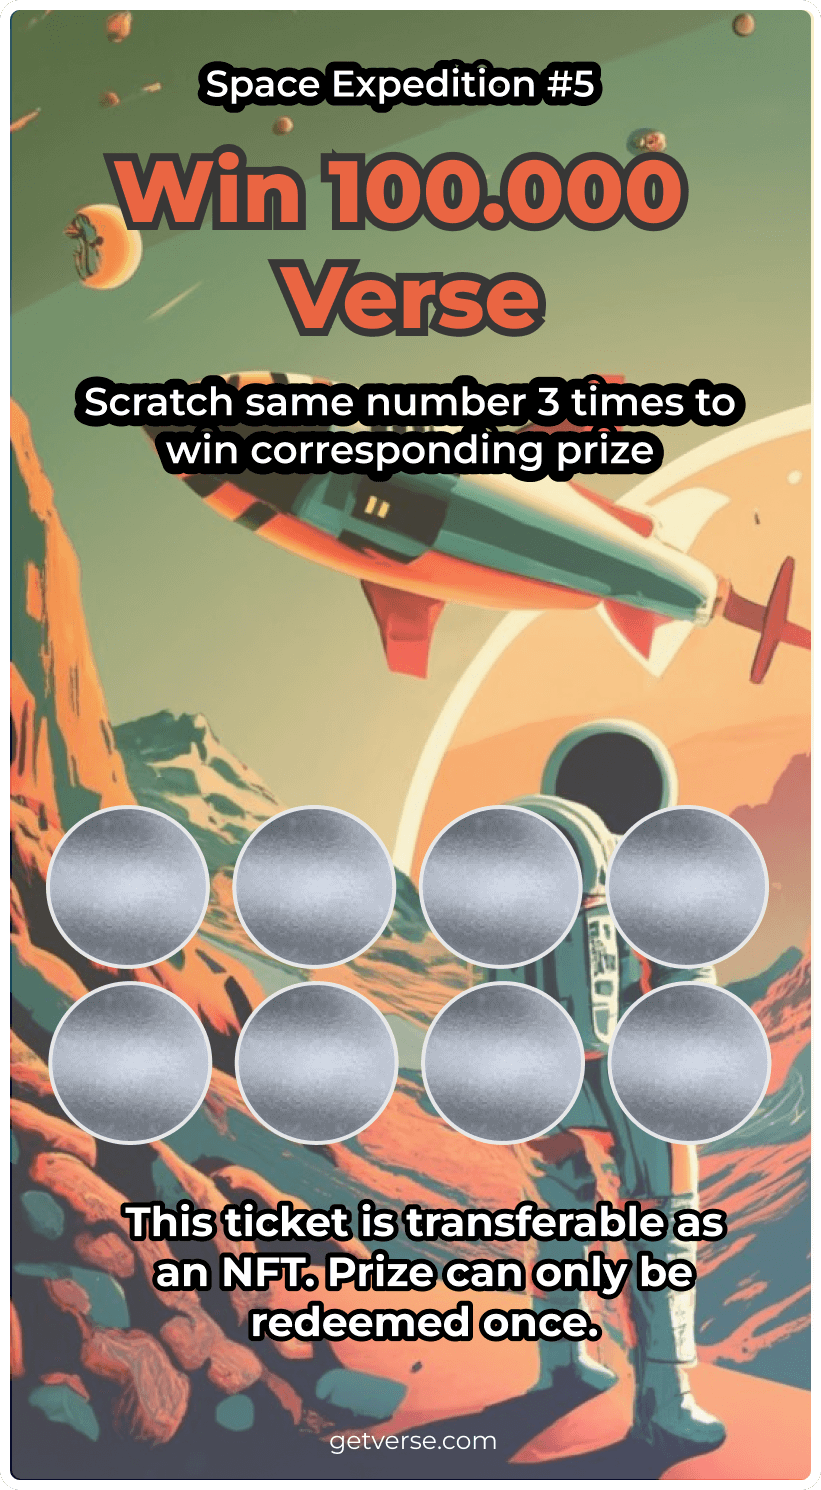 Space Expedition #5
Win 100.000
Verse
Scratch same number 3 times to
win corresponding prize
This ticket is transferable as
an NFT. Prize can only be
redeemed once.
getverse.com